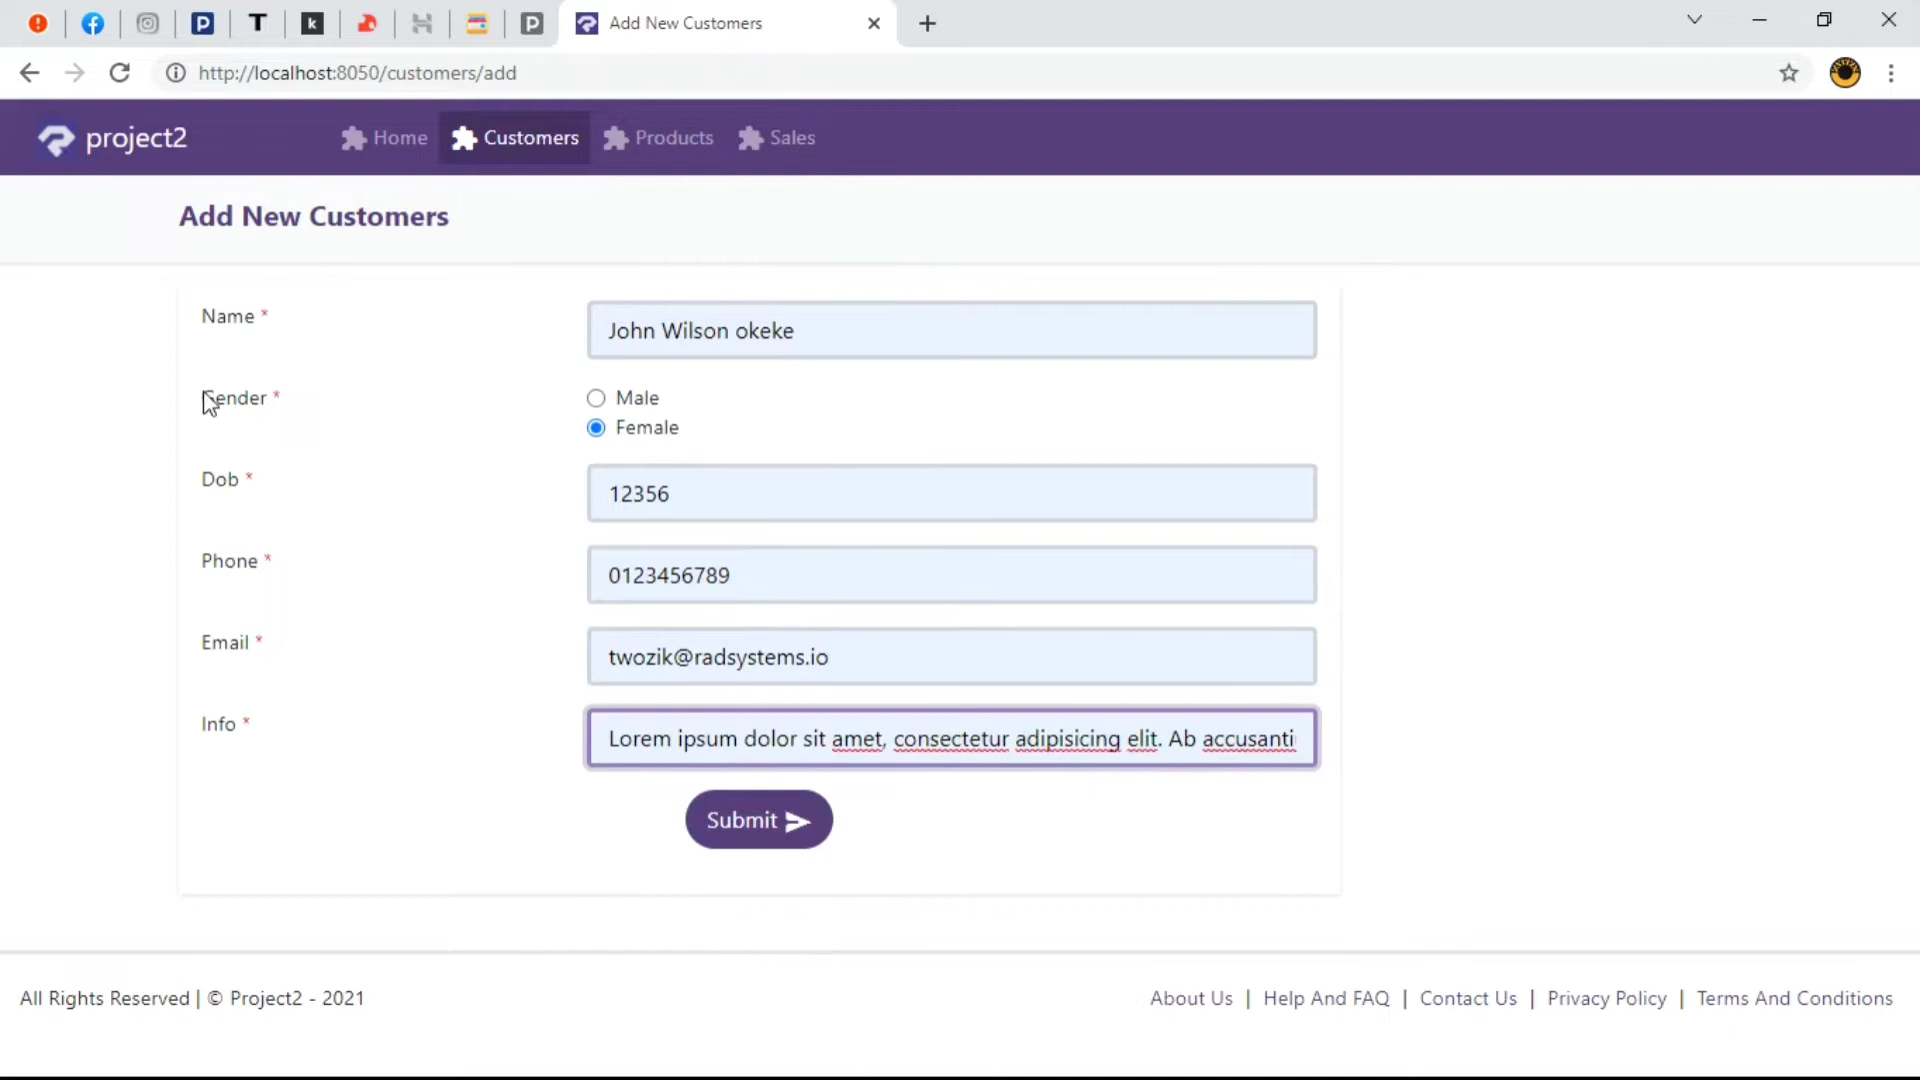 Add New Customers
http://localhost:8050/customers/add
project2 Home Customers Products Sales
Add New Customers
Name * John Wilson okeke
Gender * Male
Female
Dob * 12356
Phone * 0123456789
Email * twozik@radsystems.io
Info * Lorem ipsum dolor sit amet, consectetur adipisicing elit. Ab accusanti
Submit
All Rights Reserved | © Project2 - 2021 About Us | Help And FAQ | Contact Us | Privacy Policy | Terms And Conditions